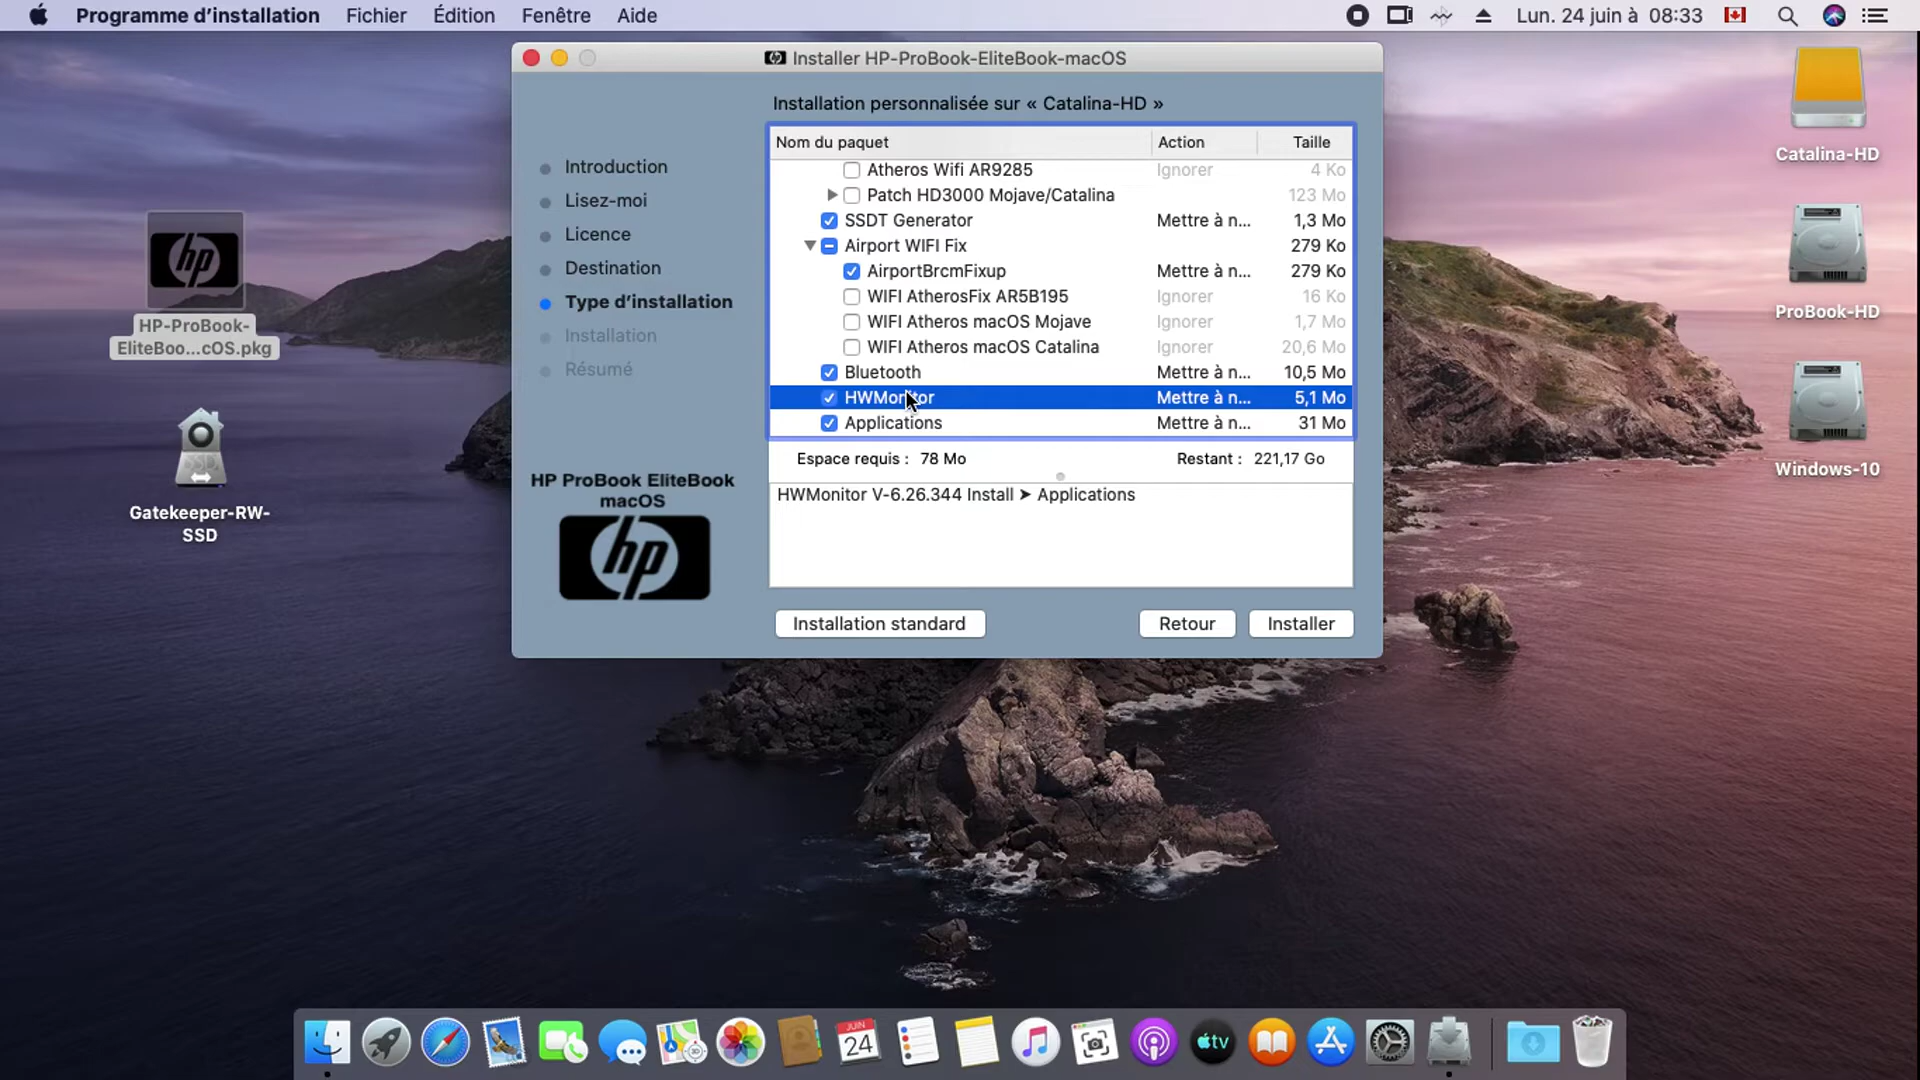 Programme d’installation Fichier Édition Fenêtre Aide
Lun. 24 juin à 08:33
Installer HP-ProBook-EliteBook-macOS
Installation personnalisée sur « Catalina-HD »
Introduction
Lisez-moi
Licence
Destination
Type d’installation
Installation
Résumé
HP ProBook EliteBook
macOS
hp
Nom du paquet Action Taille
Atheros Wifi AR9285 Ignorer 4 Ko
Patch HD3000 Mojave/Catalina 123 Mo
SSDT Generator Mettre à n... 1,3 Mo
Airport WIFI Fix 279 Ko
AirportBrcmFixup Mettre à n... 279 Ko
WIFI AtherosFix AR5B195 Ignorer 16 Ko
WIFI Atheros macOS Mojave Ignorer 1,7 Mo
WIFI Atheros macOS Catalina Ignorer 20,6 Mo
Bluetooth Mettre à n... 10,5 Mo
HWMonitor Mettre à n... 5,1 Mo
Applications Mettre à n... 31 Mo
Espace requis : 78 Mo Restant : 221,17 Go
HWMonitor V-6.26.344 Install ➤ Applications
Installation standard Retour Installer
hp
HP-ProBook-
EliteBoo...cOS.pkg
SSD
Gatekeeper-RW-
SSD
Catalina-HD
ProBook-HD
Windows-10
JUIN
24
3D
tv